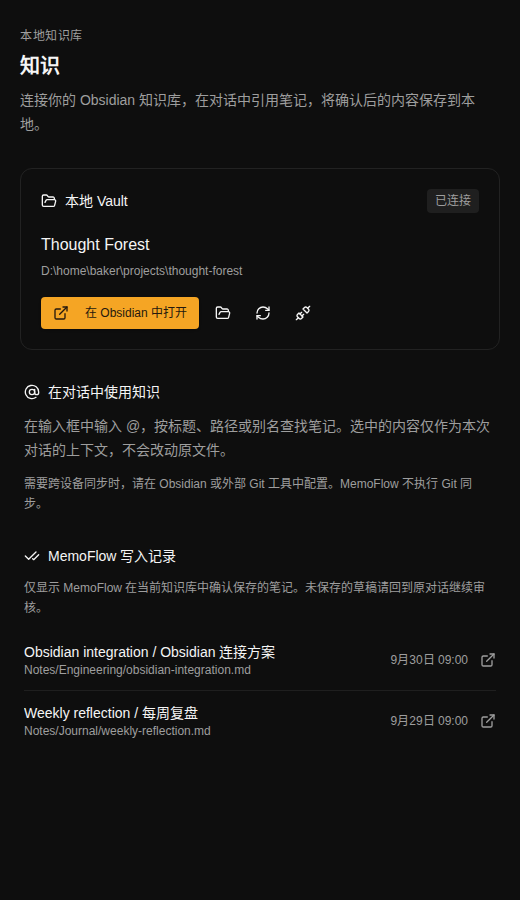 本地知识库
知识
连接你的 Obsidian 知识库，在对话中引用笔记，将确认后的内容保存到本
地。
本地 Vault
已连接
Thought Forest
D:\home\baker\projects\thought-forest
在 Obsidian 中打开
在对话中使用知识
在输入框中输入 @，按标题、路径或别名查找笔记。选中的内容仅作为本次
对话的上下文，不会改动原文件。
需要跨设备同步时，请在 Obsidian 或外部 Git 工具中配置。MemoFlow 不执行 Git 同
步。
MemoFlow 写入记录
仅显示 MemoFlow 在当前知识库中确认保存的笔记。未保存的草稿请回到原对话继续审
核。
Obsidian integration / Obsidian 连接方案
Notes/Engineering/obsidian-integration.md
9月30日 09:00
Weekly reflection / 每周复盘
Notes/Journal/weekly-reflection.md
9月29日 09:00